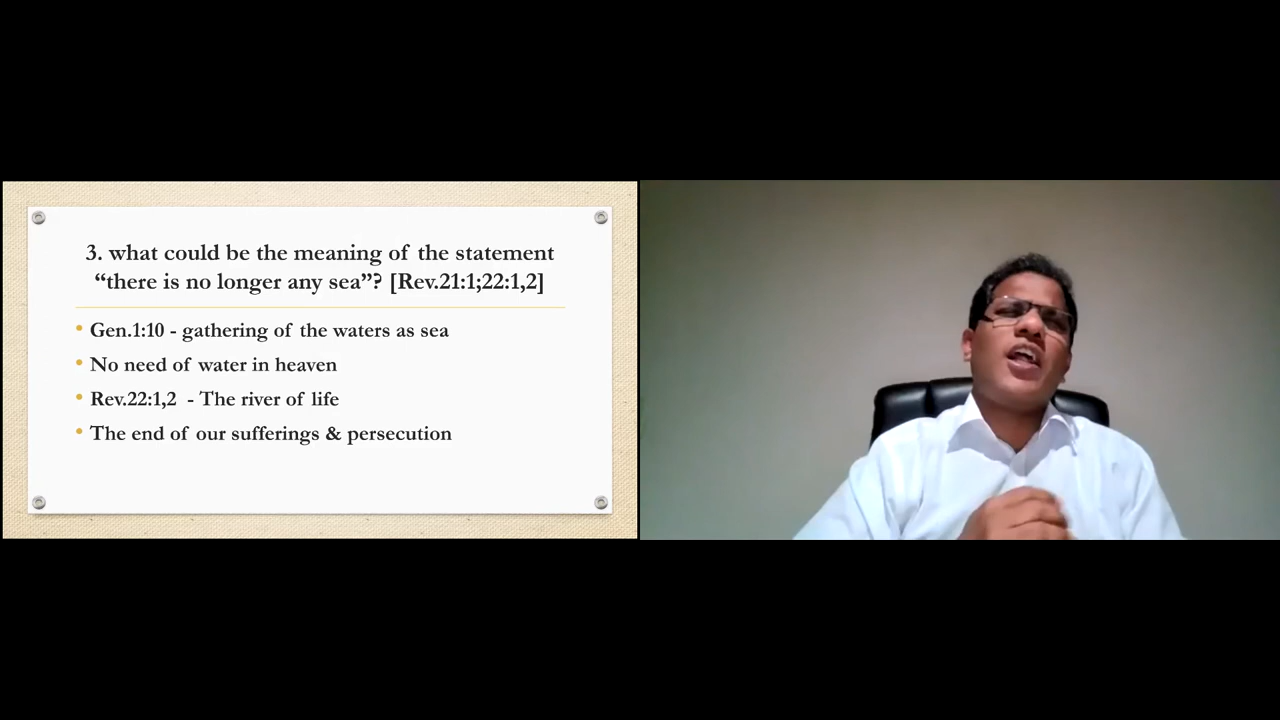 3. what could be the meaning of the statement
“there is no longer any sea”? [Rev.21:1;22:1,2]
• Gen.1:10 - gathering of the waters as sea
• No need of water in heaven
• Rev.22:1,2 - The river of life
• The end of our sufferings & persecution